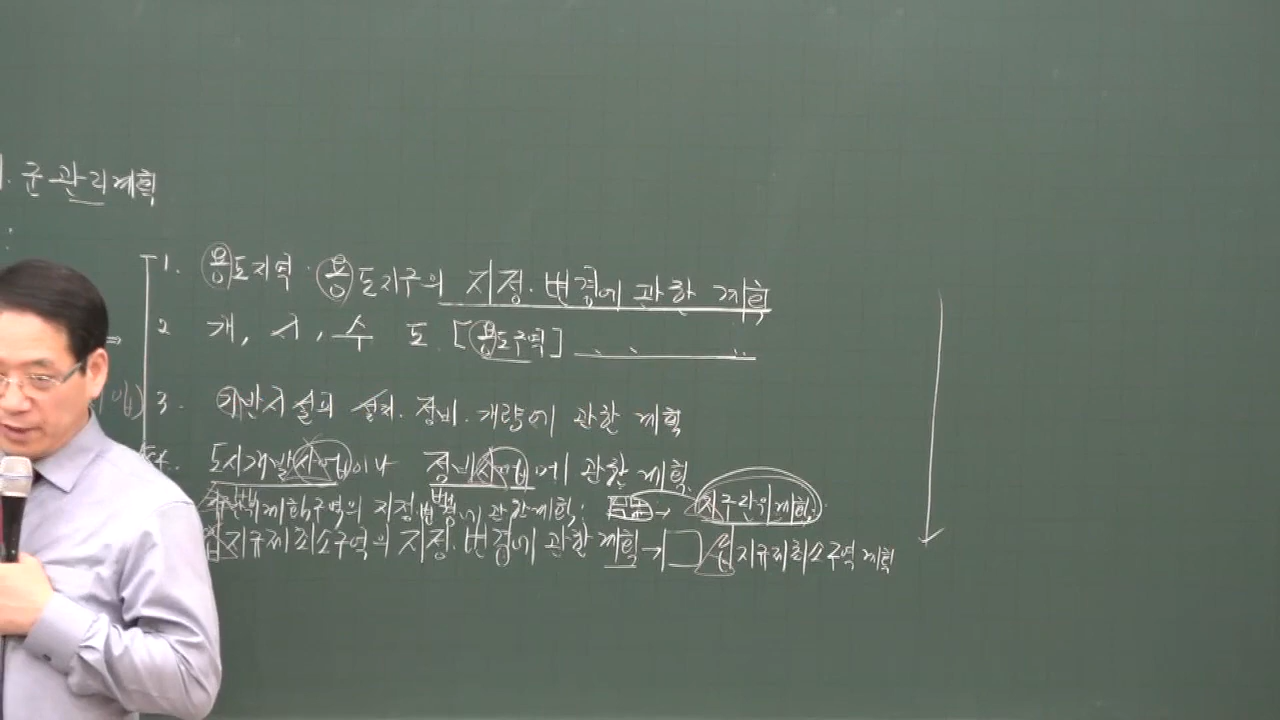 군관리계획
1. 용도지역·용도지구의 지정·변경에 관한 계획
2 개, 시, 수 도 [용도구역]
3. 기반시설의 설치·정비·개량에 관한 계획
4. 도시개발사업이나 정비사업에 관한 계획
계획구역의 지정·변경에 관한 계획; → 지구단위계획
입지규제최소구역의 지정·변경에 관한 계획→ 입지규제최소구역계획